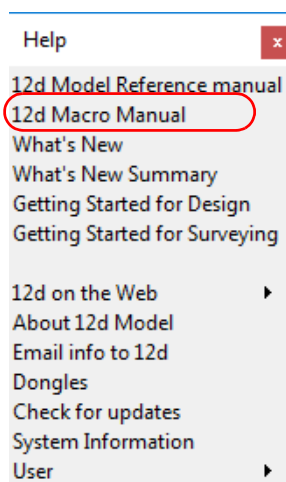 Help x
12d Model Reference manual
12d Macro Manual
What's New
What's New Summary
Getting Started for Design
Getting Started for Surveying
12d on the Web
About 12d Model
Email info to 12d
Dongles
Check for updates
System Information
User